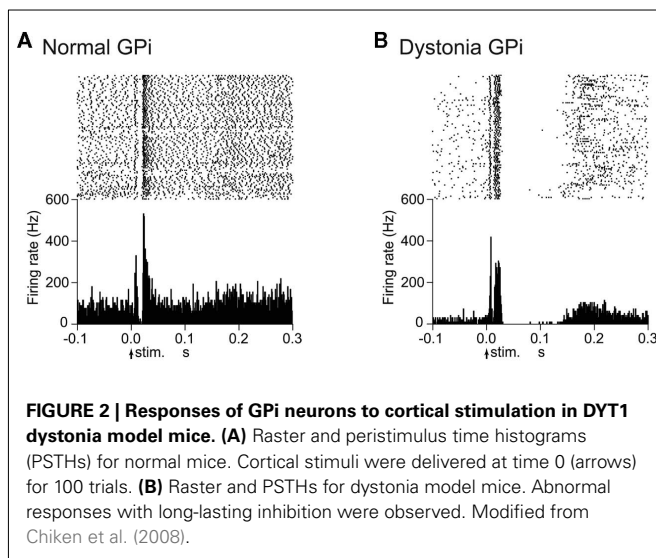 A Normal GPi
B Dystonia GPi
600
400
200
0
Firing rate (Hz)
-0.1 0.0 0.1 0.2 0.3
stim. s
600
400
200
0
Firing rate (Hz)
-0.1 0.0 0.1 0.2 0.3
stim. s
FIGURE 2 | Responses of GPi neurons to cortical stimulation in DYT1
dystonia model mice. (A) Raster and peristimulus time histograms
(PSTHs) for normal mice. Cortical stimuli were delivered at time 0 (arrows)
for 100 trials. (B) Raster and PSTHs for dystonia model mice. Abnormal
responses with long-lasting inhibition were observed. Modified from
Chiken et al. (2008).